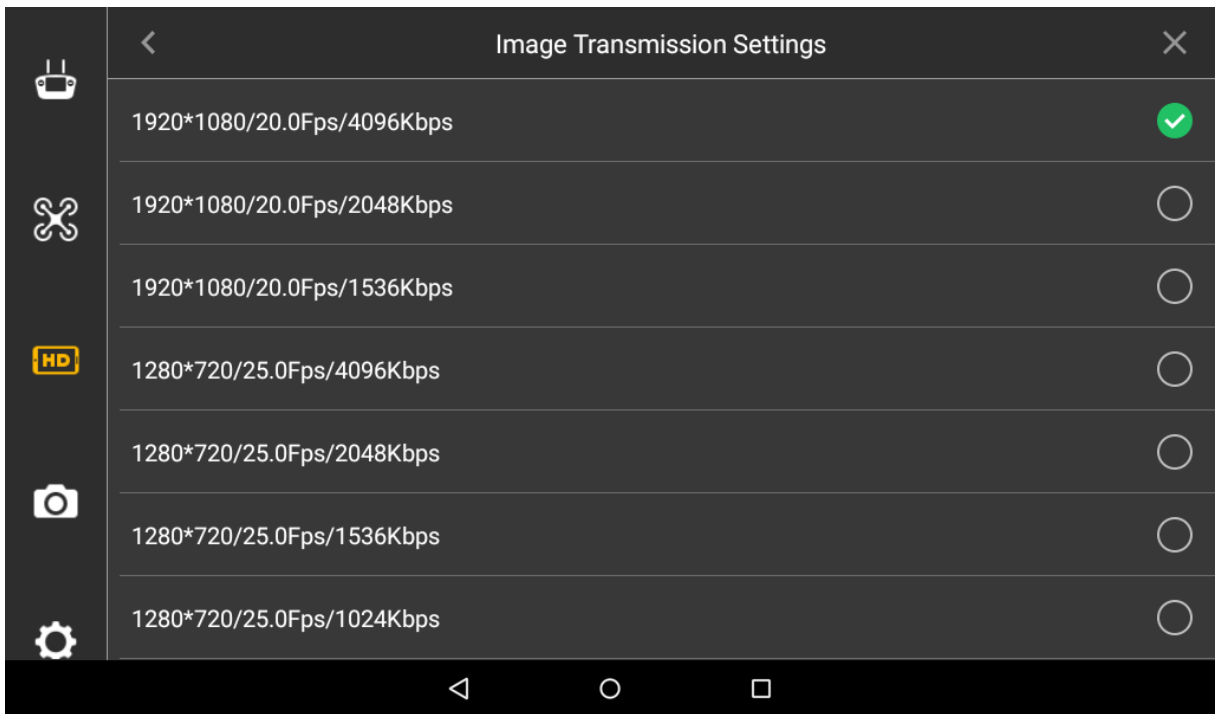 Image Transmission Settings
1920*1080/20.0Fps/4096Kbps
1920*1080/20.0Fps/2048Kbps
1920*1080/20.0Fps/1536Kbps
HD
1280*720/25.0Fps/4096Kbps
1280*720/25.0Fps/2048Kbps
1280*720/25.0Fps/1536Kbps
1280*720/25.0Fps/1024Kbps